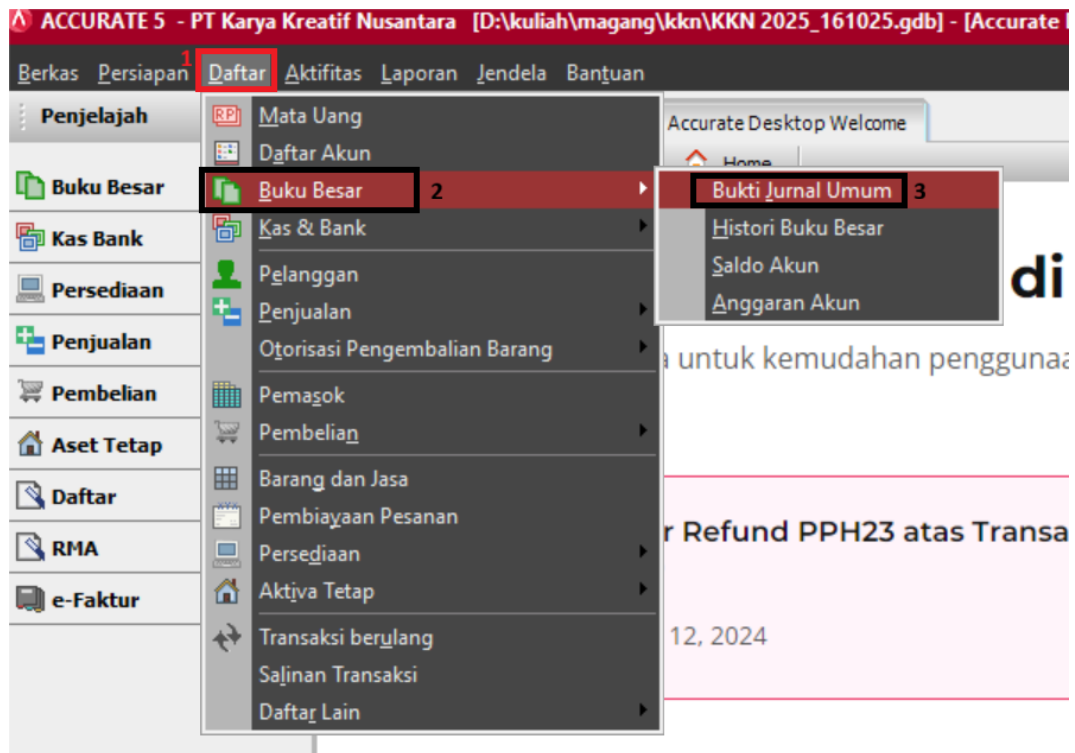 ACCURATE 5 - PT Karya Kreatif Nusantara [D:\kuliah\magang\kkn\KKN 2025_161025.gdb] - [Accurate
1
Berkas Persiapan Daftar Aktifitas Laporan Jendela Bantuan
Penjelajah
Buku Besar
Kas Bank
Persediaan
Penjualan
Pembelian
Aset Tetap
Daftar
RMA
e-Faktur
Mata Uang
Daftar Akun
Buku Besar 2
Kas & Bank
Pelanggan
Penjualan
Otorisasi Pengembalian Barang
Pemasok
Pembelian
Barang dan Jasa
Pembiayaan Pesanan
Persediaan
Aktiva Tetap
Transaksi berulang
Salinan Transaksi
Daftar Lain
Accurate Desktop Welcome
Home
Bukti Jurnal Umum 3
Histori Buku Besar
Saldo Akun
Anggaran Akun
di
untuk kemudahan penggunaa
r Refund PPH23 atas Transa
12, 2024